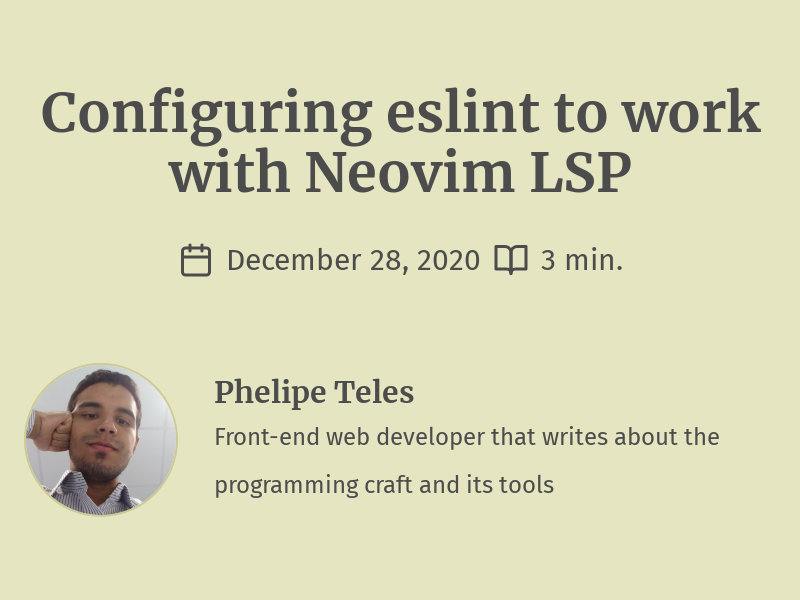 Configuring eslint to work
with Neovim LSP
December 28, 2020 3 min.
Phelipe Teles
Front-end web developer that writes about the
programming craft and its tools